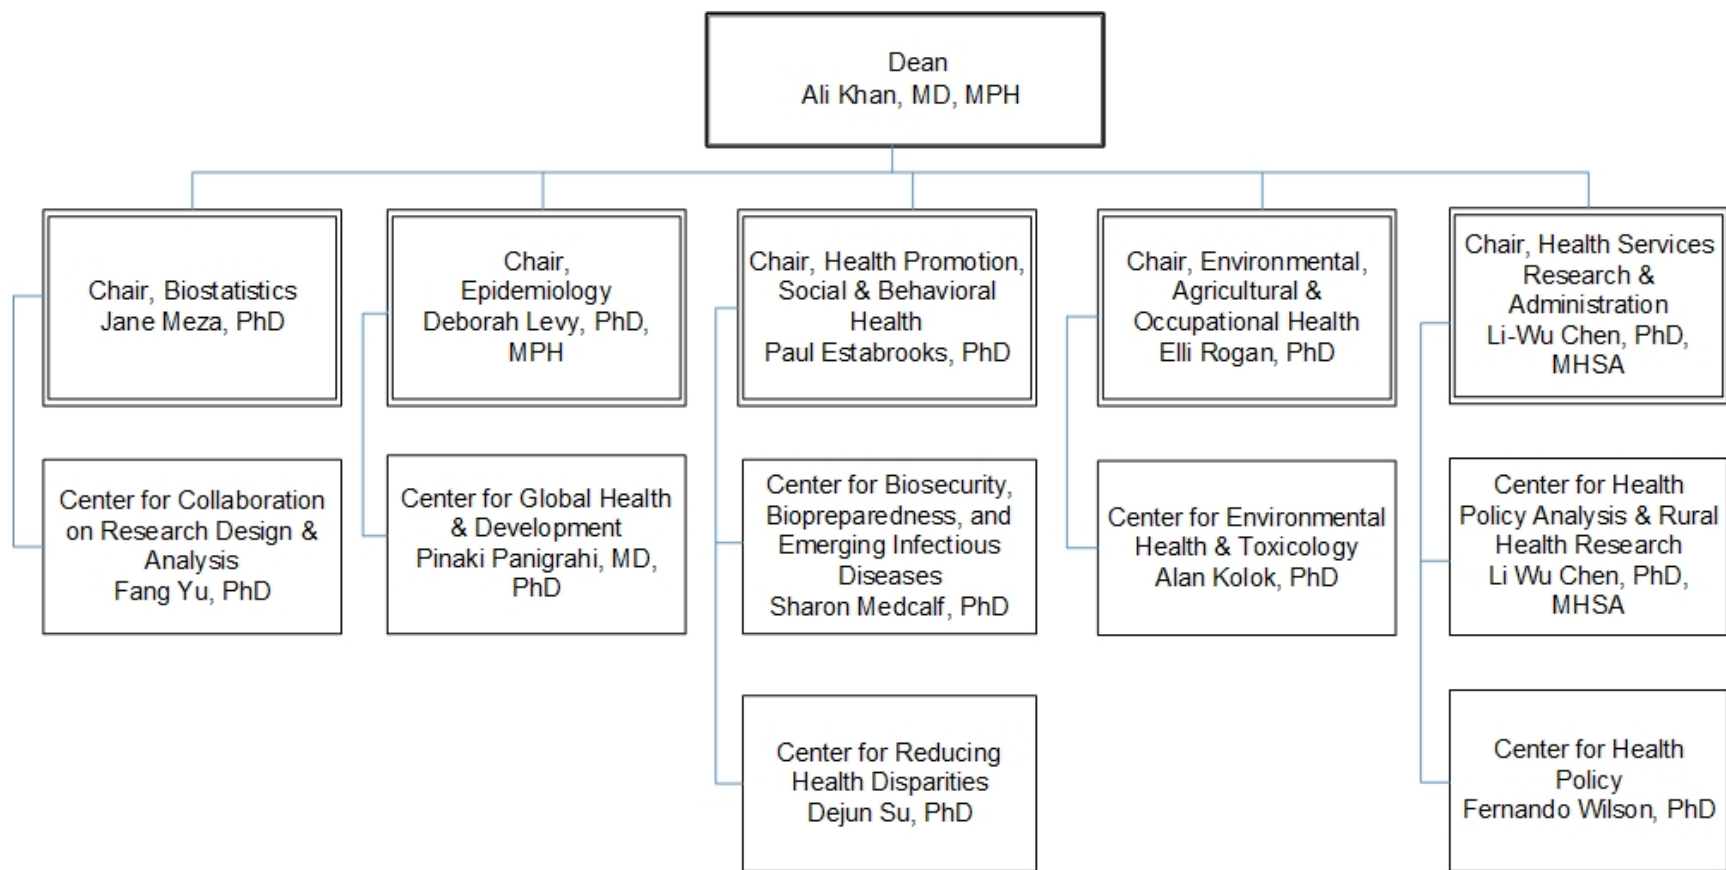 Dean
Ali Khan, MD, MPH
Chair, Biostatistics
Jane Meza, PhD
Chair,
Epidemiology
Deborah Levy, PhD,
MPH
Chair, Health Promotion,
Social & Behavioral
Health
Paul Estabrooks, PhD
Chair, Environmental,
Agricultural &
Occupational Health
Elli Rogan, PhD
Chair, Health Services
Research &
Administration
Li-Wu Chen, PhD,
MHSA
Center for Collaboration
on Research Design &
Analysis
Fang Yu, PhD
Center for Global Health
& Development
Pinaki Panigrahi, MD,
PhD
Center for Biosecurity,
Biopreparedness, and
Emerging Infectious
Diseases
Sharon Medcalf, PhD
Center for Environmental
Health & Toxicology
Alan Kolok, PhD
Center for Health
Policy Analysis & Rural
Health Research
Li Wu Chen, PhD,
MHSA
Center for Reducing
Health Disparities
Dejun Su, PhD
Center for Health
Policy
Fernando Wilson, PhD